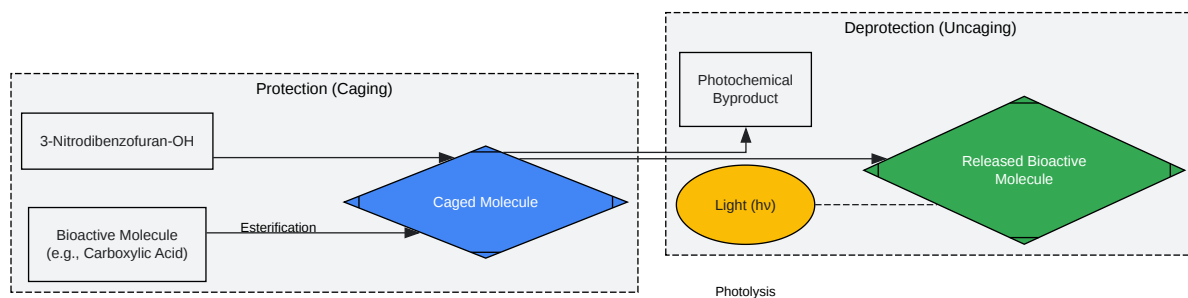 Protection (Caging)
3-Nitrodibenzofuran-OH
Bioactive Molecule
(e.g., Carboxylic Acid)
Esterification
Caged Molecule
Deprotection (Uncaging)
Photochemical
Byproduct
Light (hν)
Released Bioactive
Molecule
Photolysis